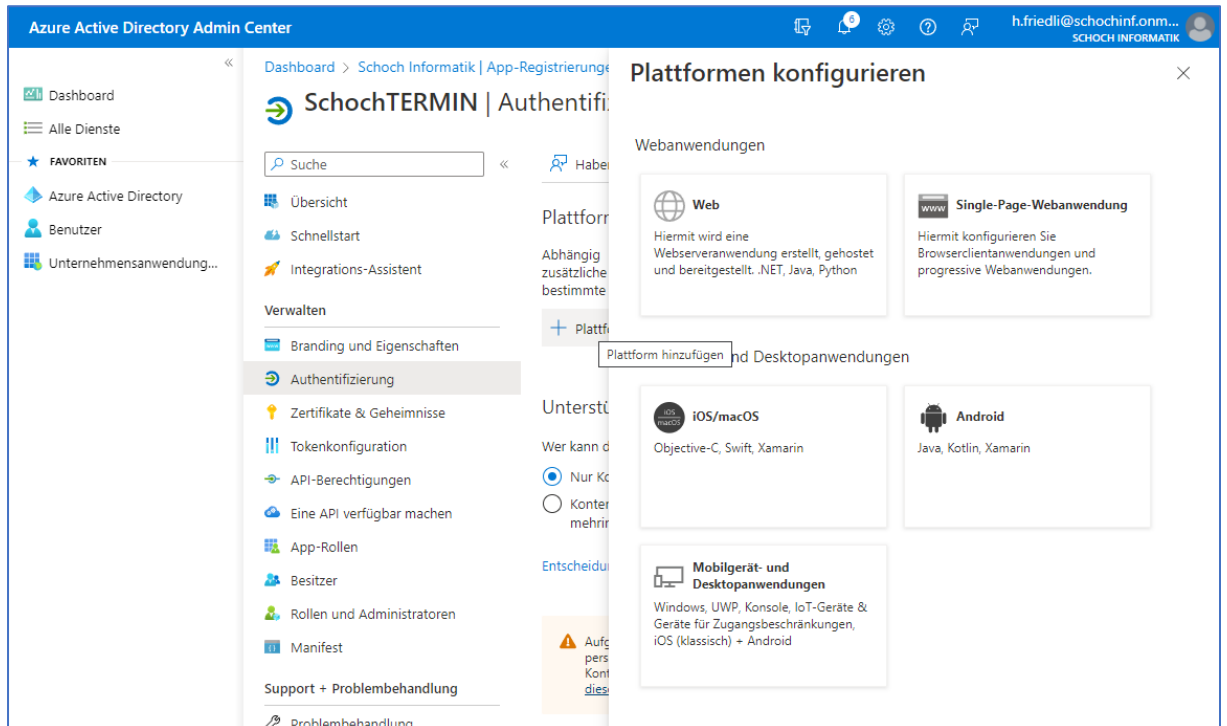 Azure Active Directory Admin Center
6
h.friedli@schochinf.onm...
SCHOCH INFORMATIK
Dashboard
Alle Dienste
FAVORITEN
Azure Active Directory
Benutzer
Unternehmensanwendung...
Dashboard > Schoch Informatik | App-Registrierunge
SchochTERMIN | Authentifi
Suche
Übersicht
Schnellstart
Integrations-Assistent
Verwalten
Branding und Eigenschaften
Authentifizierung
Zertifikate & Geheimnisse
Tokenkonfiguration
API-Berechtigungen
Eine API verfügbar machen
App-Rollen
Besitzer
Rollen und Administratoren
Manifest
Support + Problembehandlung
Problembehandlung
Haber
Plattforr
Abhängig
zusätzliche
bestimmte
Plattfo
Plattform hinzufügen
Unterstü
Wer kann d
Nur Ko
Konter
mehrir
Entscheidu
Aufg
pers
Kont
diese
Plattformen konfigurieren
Webanwendungen
Web
Hiermit wird eine
Webserveranwendung erstellt, gehostet
und bereitgestellt. .NET, Java, Python
www
Single-Page-Webanwendung
Hiermit konfigurieren Sie
Browserclientanwendungen und
progressive Webanwendungen.
nd Desktopanwendungen
iOS
macOS
iOS/macOS
Objective-C, Swift, Xamarin
Android
Java, Kotlin, Xamarin
Mobilgerät- und
Desktopanwendungen
Windows, UWP, Konsole, IoT-Geräte &
Geräte für Zugangsbeschränkungen,
iOS (klassisch) + Android